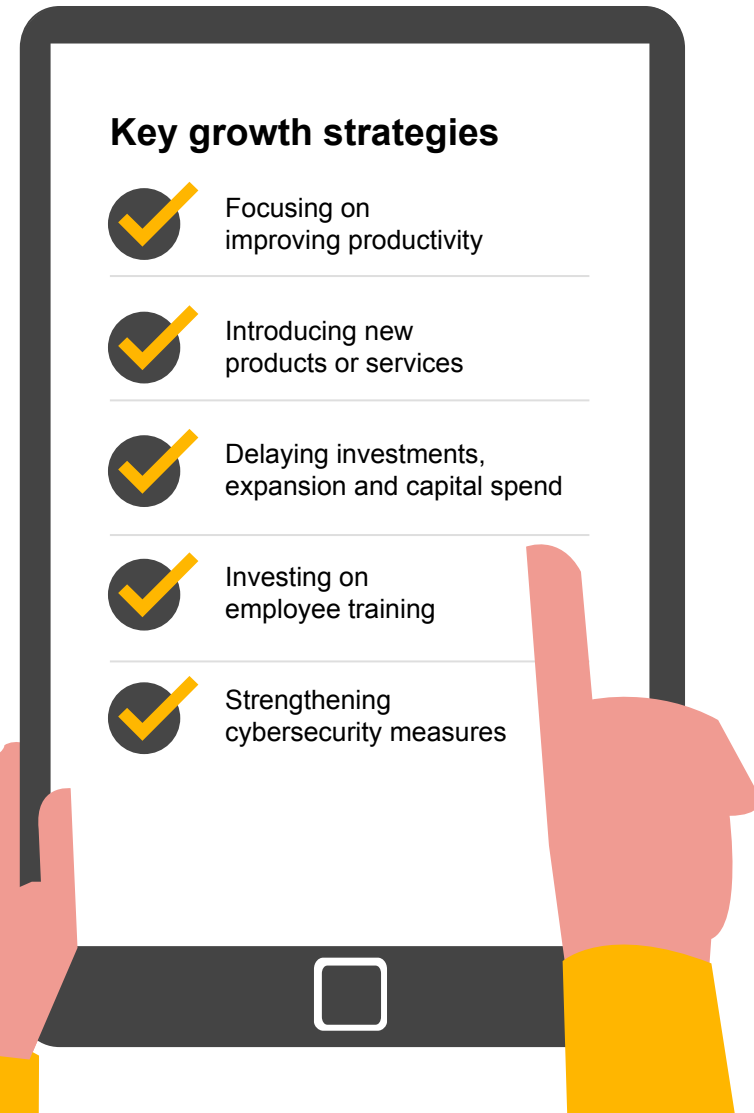 Key growth strategies
Focusing on
improving productivity
Introducing new
products or services
Delaying investments,
expansion and capital spend
Investing on
employee training
Strengthening
cybersecurity measures